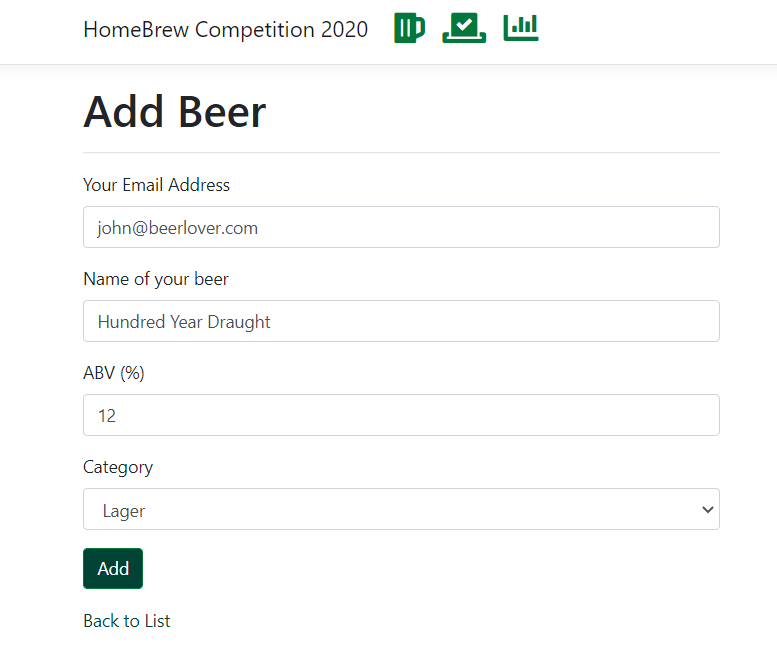 HomeBrew Competition 2020
Add Beer
Your Email Address
john@beerlover.com
Name of your beer
Hundred Year Draught
ABV (%)
12
Category
Lager
Add
Back to List